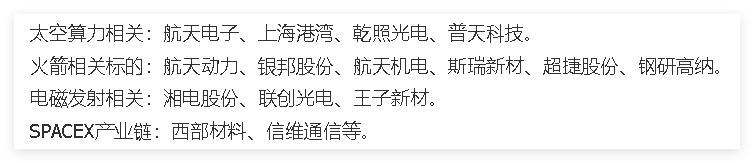 太空算力相关：航天电子、上海港湾、乾照光电、普天科技。
火箭相关标的：航天动力、银邦股份、航天机电、斯瑞新材、超捷股份、钢研高纳。
电磁发射相关：湘电股份、联创光电、王子新材。
SPACEX产业链：西部材料、信维通信等。